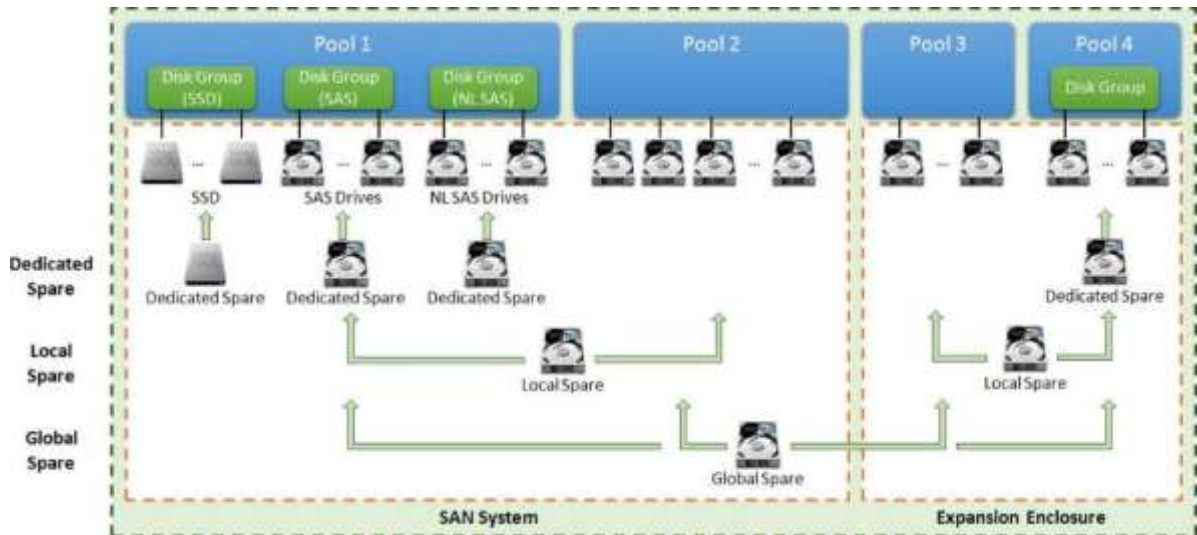 Pool 1
Pool 2
Pool 3
Pool 4
Disk Group
(SSD)
Disk Group
(SAS)
Disk Group
(NL SAS)
Disk Group
... ... ... ... ... ...
SSD
SAS Drives
NL SAS Drives
Dedicated
Spare
Dedicated Spare
Dedicated Spare
Dedicated Spare
Dedicated Spare
Local
Spare
Local Spare
Local Spare
Global
Spare
Global Spare
SAN System
Expansion Enclosure